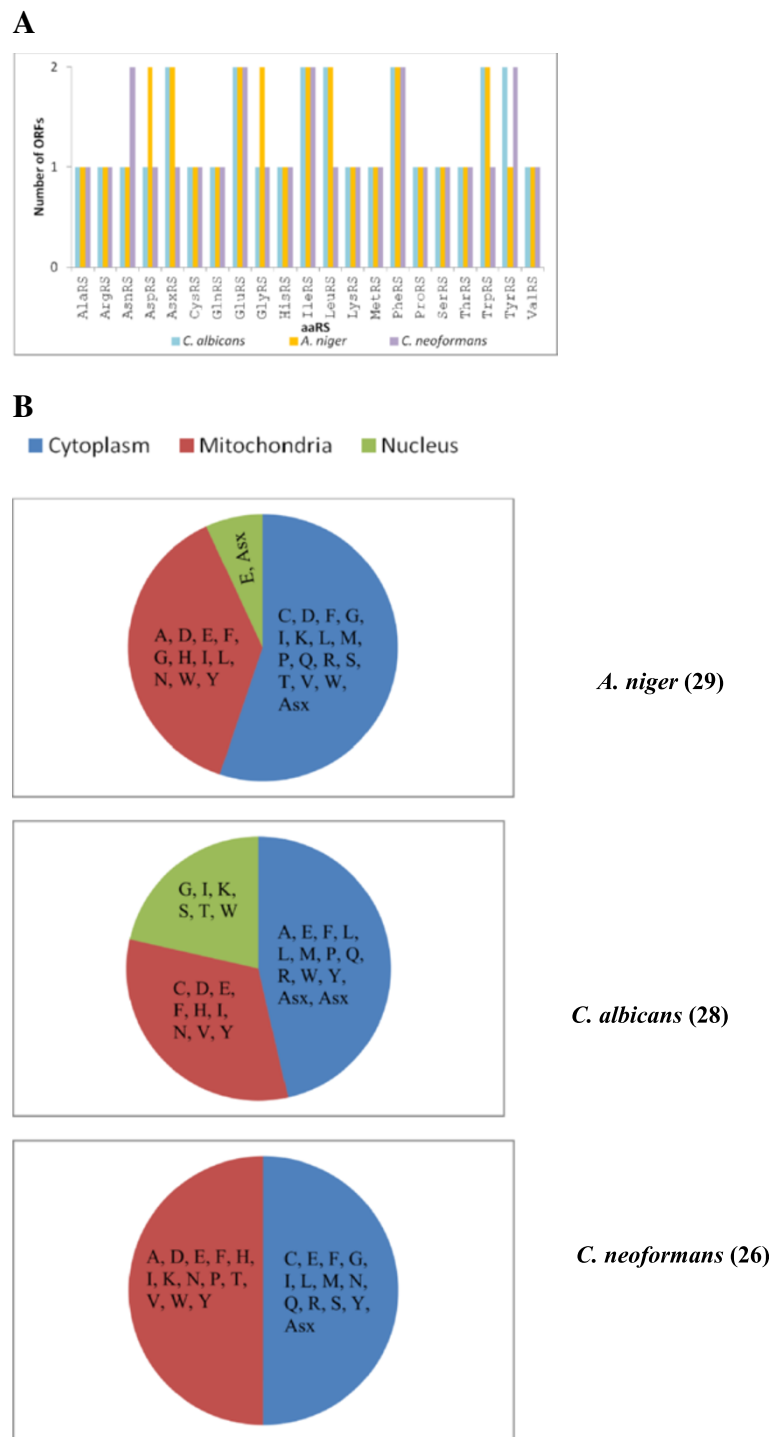 A
2
1
0
Number of ORFs
AlaRS
ArgRS
AsnRS
AspRS
AsxRS
CysRS
GlnRS
GluRS
GlyRS
HisRS
IleRS
LeuRS
LysRS
MetRS
PheRS
ProRS
SerRS
ThrRS
TrpRS
TyrRS
ValRS
aaRS
C. albicans A. niger C. neoformans
B
Cytoplasm Mitochondria Nucleus
E, Asx
A, D, E, F,
G, H, I, L,
N, W, Y
C, D, F, G,
I, K, L, M,
P, Q, R, S,
T, V, W,
Asx
A. niger (29)
G, I, K,
S, T, W
C, D, E,
F, H, I,
N, V, Y
A, E, F, L,
L, M, P, Q,
R, W, Y,
Asx, Asx
C. albicans (28)
A, D, E, F, H,
I, K, N, P, T,
V, W, Y
C, E, F, G,
I, L, M, N,
Q, R, S, Y,
Asx
C. neoformans (26)